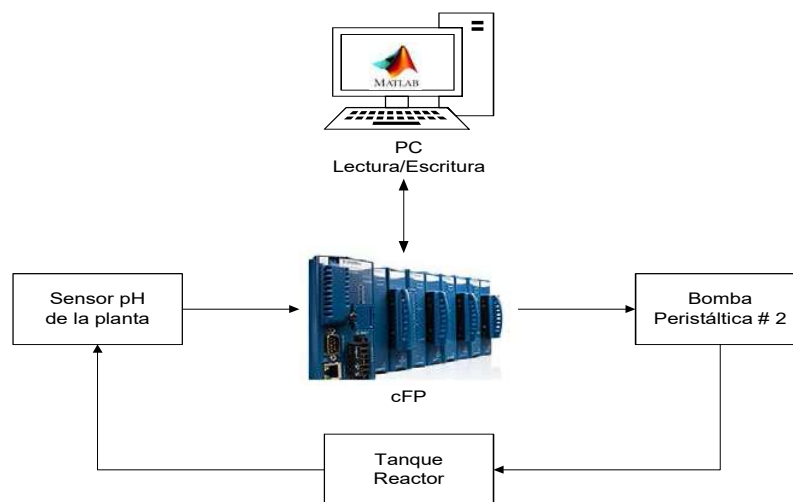 MATLAB
PC
Lectura/Escritura
Sensor pH
de la planta
Bomba
Peristáltica # 2
cFP
Tanque
Reactor